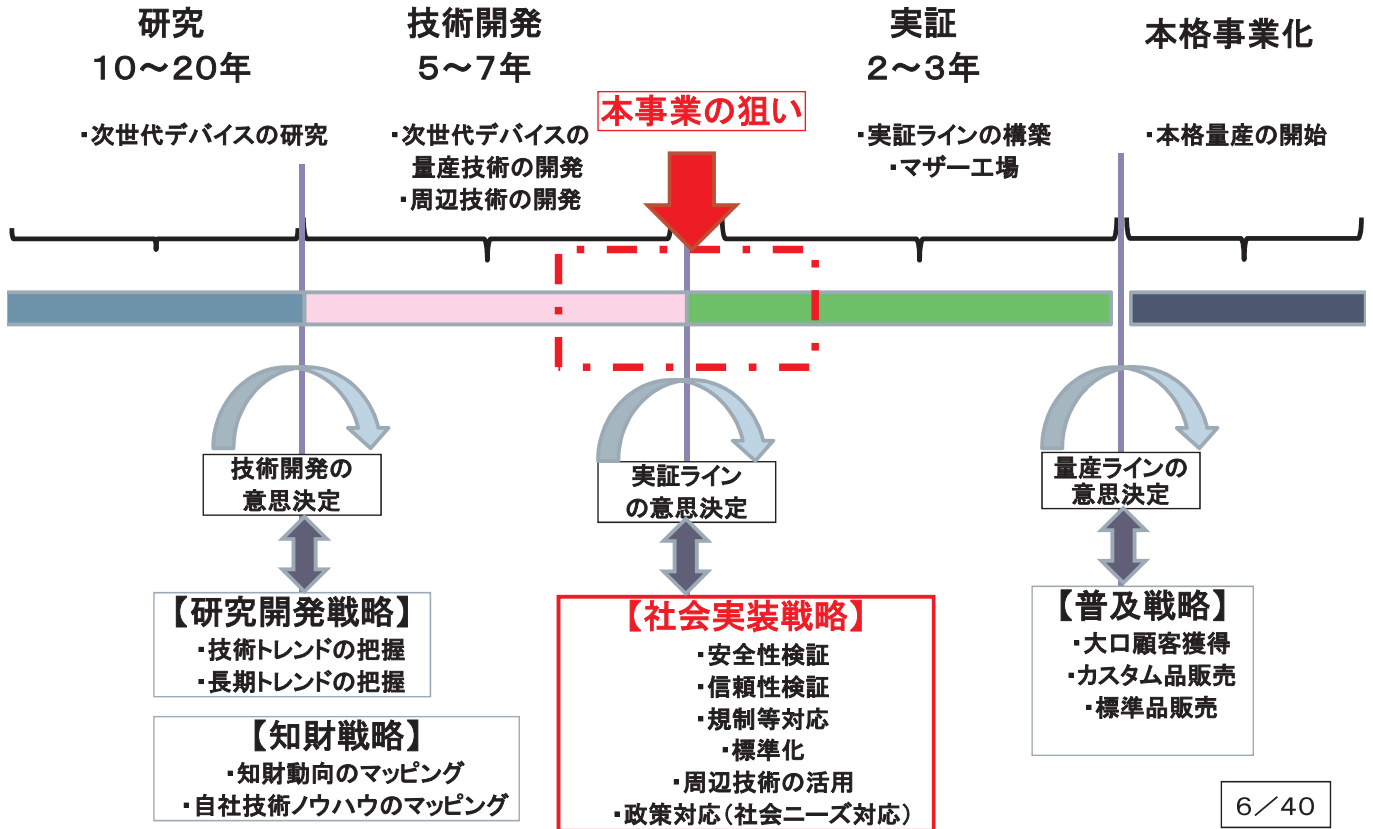 研究
10～20年
・次世代デバイスの研究
技術開発
5～7年
・次世代デバイスの
量産技術の開発
・周辺技術の開発
本事業の狙い
実証
2～3年
・実証ラインの構築
・マザー工場
本格事業化
・本格量産の開始
技術開発の
意思決定
実証ライン
の意思決定
量産ラインの
意思決定
【研究開発戦略】
・技術トレンドの把握
・長期トレンドの把握
【知財戦略】
・知財動向のマッピング
・自社技術ノウハウのマッピング
【社会実装戦略】
・安全性検証
・信頼性検証
・規制等対応
・標準化
・周辺技術の活用
・政策対応（社会ニーズ対応）
【普及戦略】
・大口顧客獲得
・カスタム品販売
・標準品販売
6／40